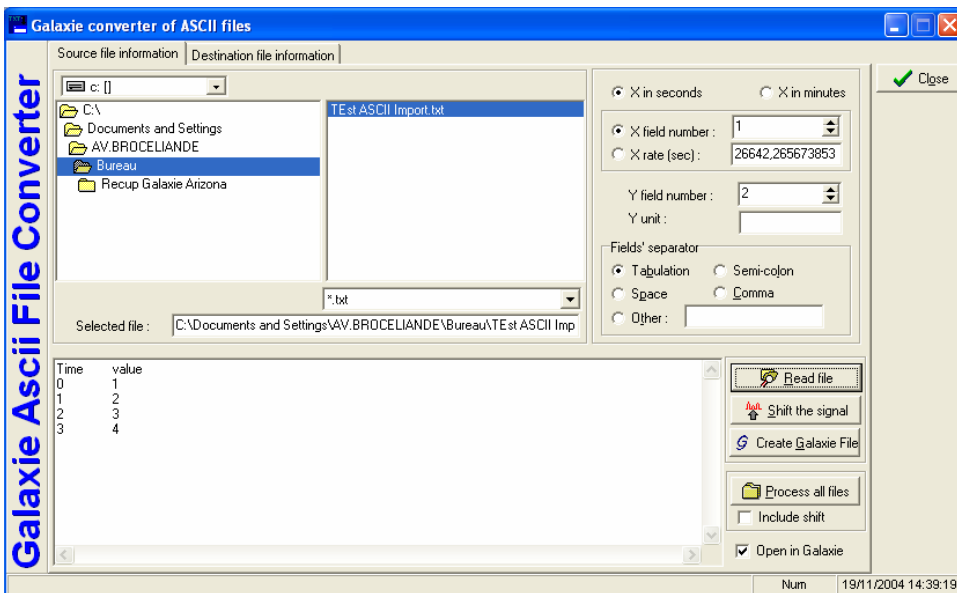 Galaxie converter of ASCII files
Source file information
Destination file information
Galaxie Ascii File Converter
c: []
C:\
Documents and Settings
AV.BROCELIANDE
Bureau
Recup Galaxie Arizona
TEst ASCII Import.txt
*.txt
Selected file :
C:\Documents and Settings\AV.BROCELIANDE\Bureau\TEst ASCII Imp
X in seconds
X in minutes
X field number :
1
X rate (sec) :
26642,265673853
Y field number :
2
Y unit :
Fields' separator
Tabulation
Semi-colon
Space
Comma
Other :
Close
Time value
0 1
1 2
2 3
3 4
Read file
Shift the signal
Create Galaxie File
Process all files
Include shift
Open in Galaxie
Num
19/11/2004 14:39:19